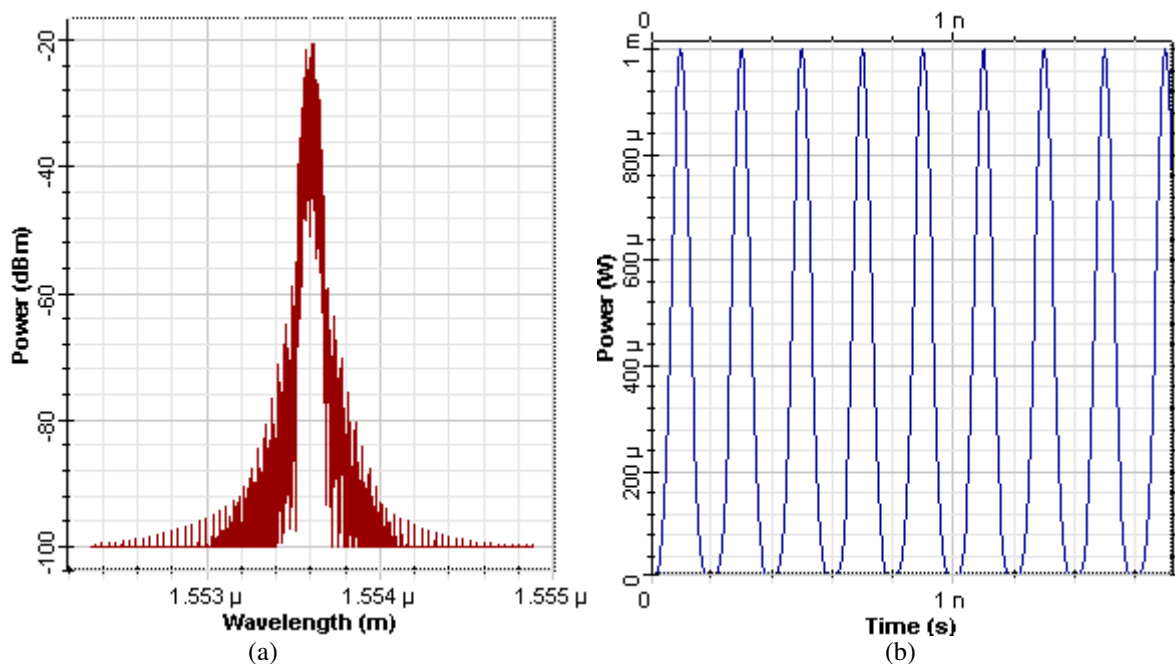 -20
-40
-60
-80
-100
Power (dBm)
1.553 µ
1.554 µ
1.555 µ
Wavelength (m)
(a)
0
1 n
1 m
800 µ
600 µ
400 µ
200 µ
0
Power (W)
0
1 n
Time (s)
(b)